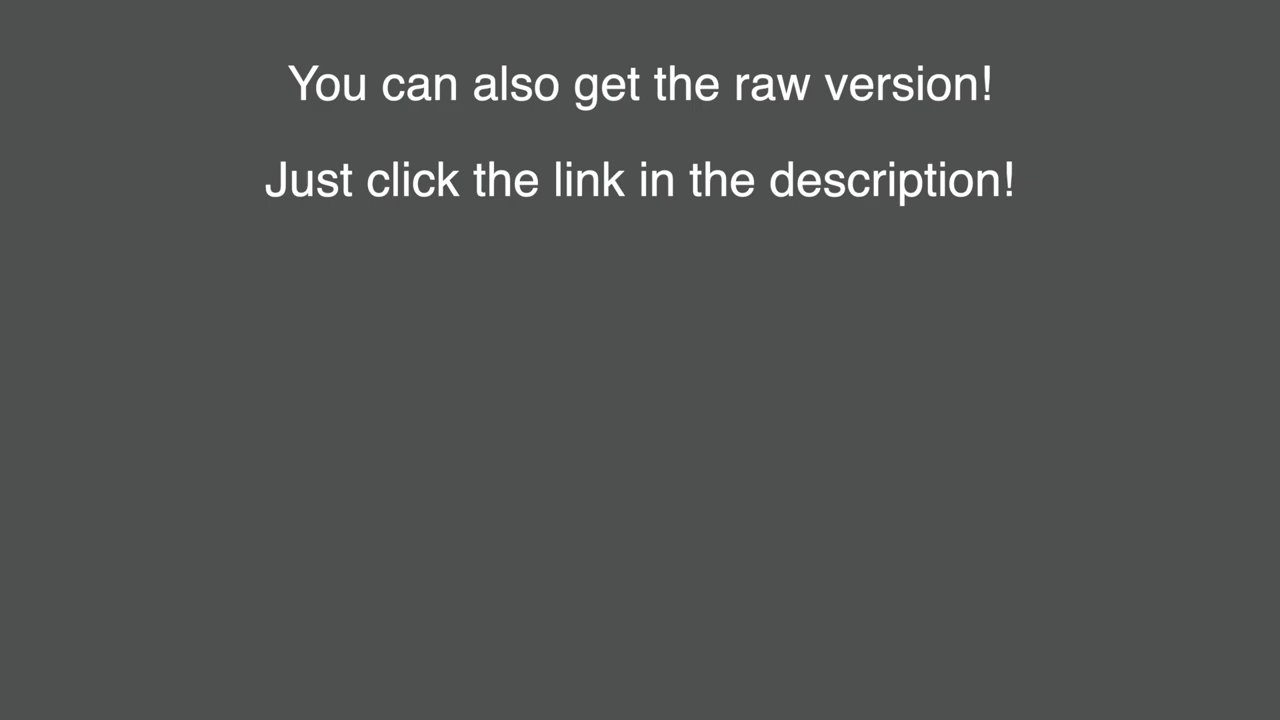 You can also get the raw version!
Just click the link in the description!